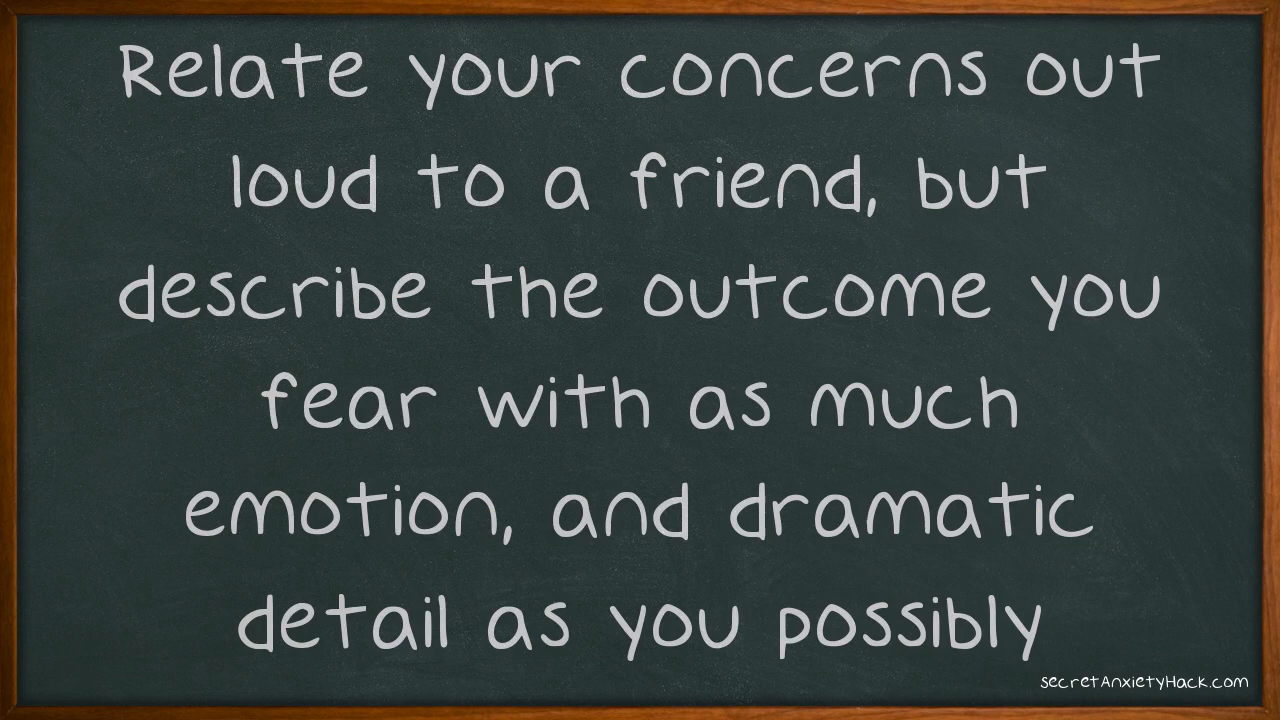 Relate your concerns out
loud to a friend, but
describe the outcome you
fear with as much
emotion, and dramatic
detail as you possibly
secretAnxietyHack.com